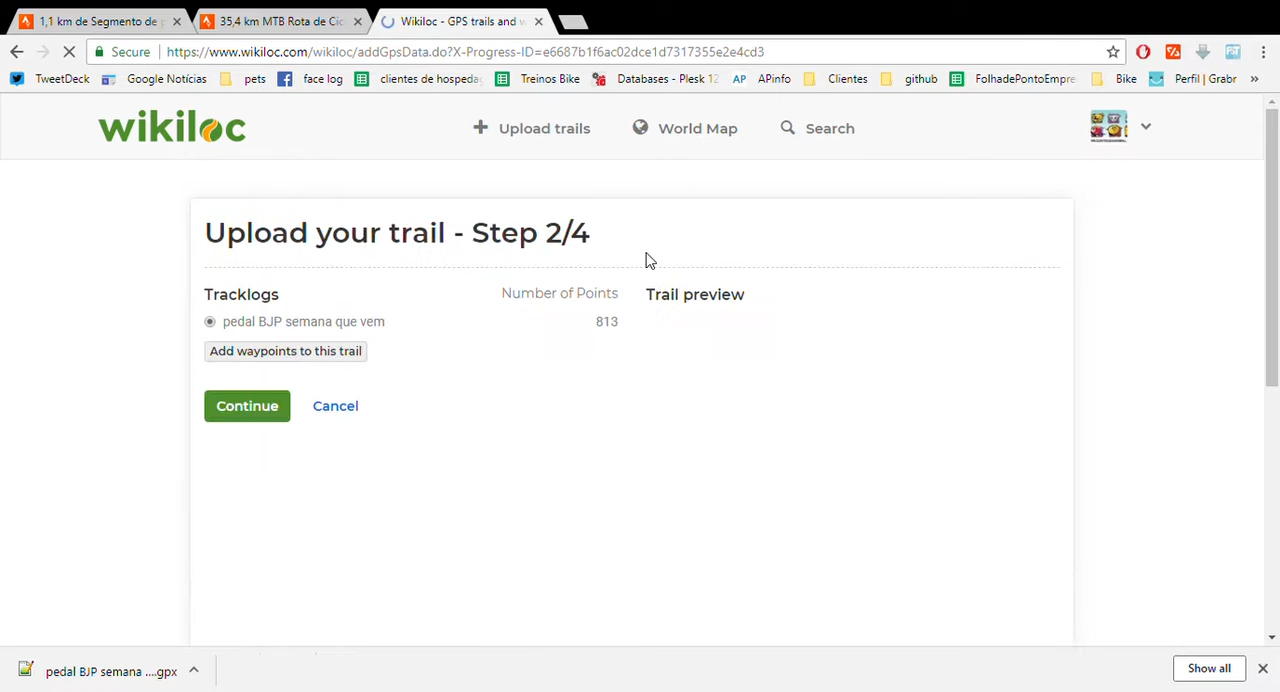 1,1 km de Segmento de p
35,4 km MTB Rota de Cic
Wikiloc - GPS trails and w
Secure
https://www.wikiloc.com/wikiloc/addGpsData.do?X-Progress-ID=e6687b1f6ac02dce1d7317355e2e4cd3
TweetDeck
Google Notícias
pets
face log
clientes de hospeda
Treinos Bike
Databases - Plesk 12
AP APinfo
Clientes
github
FolhadePontoEmpre
Bike
Perfil | Grabr
»
wikiloc
Upload trails
World Map
Search
Upload your trail - Step 2/4
Tracklogs
Number of Points
Trail preview
pedal BJP semana que vem
813
Add waypoints to this trail
Continue
Cancel
pedal BJP semana ....gpx
Show all